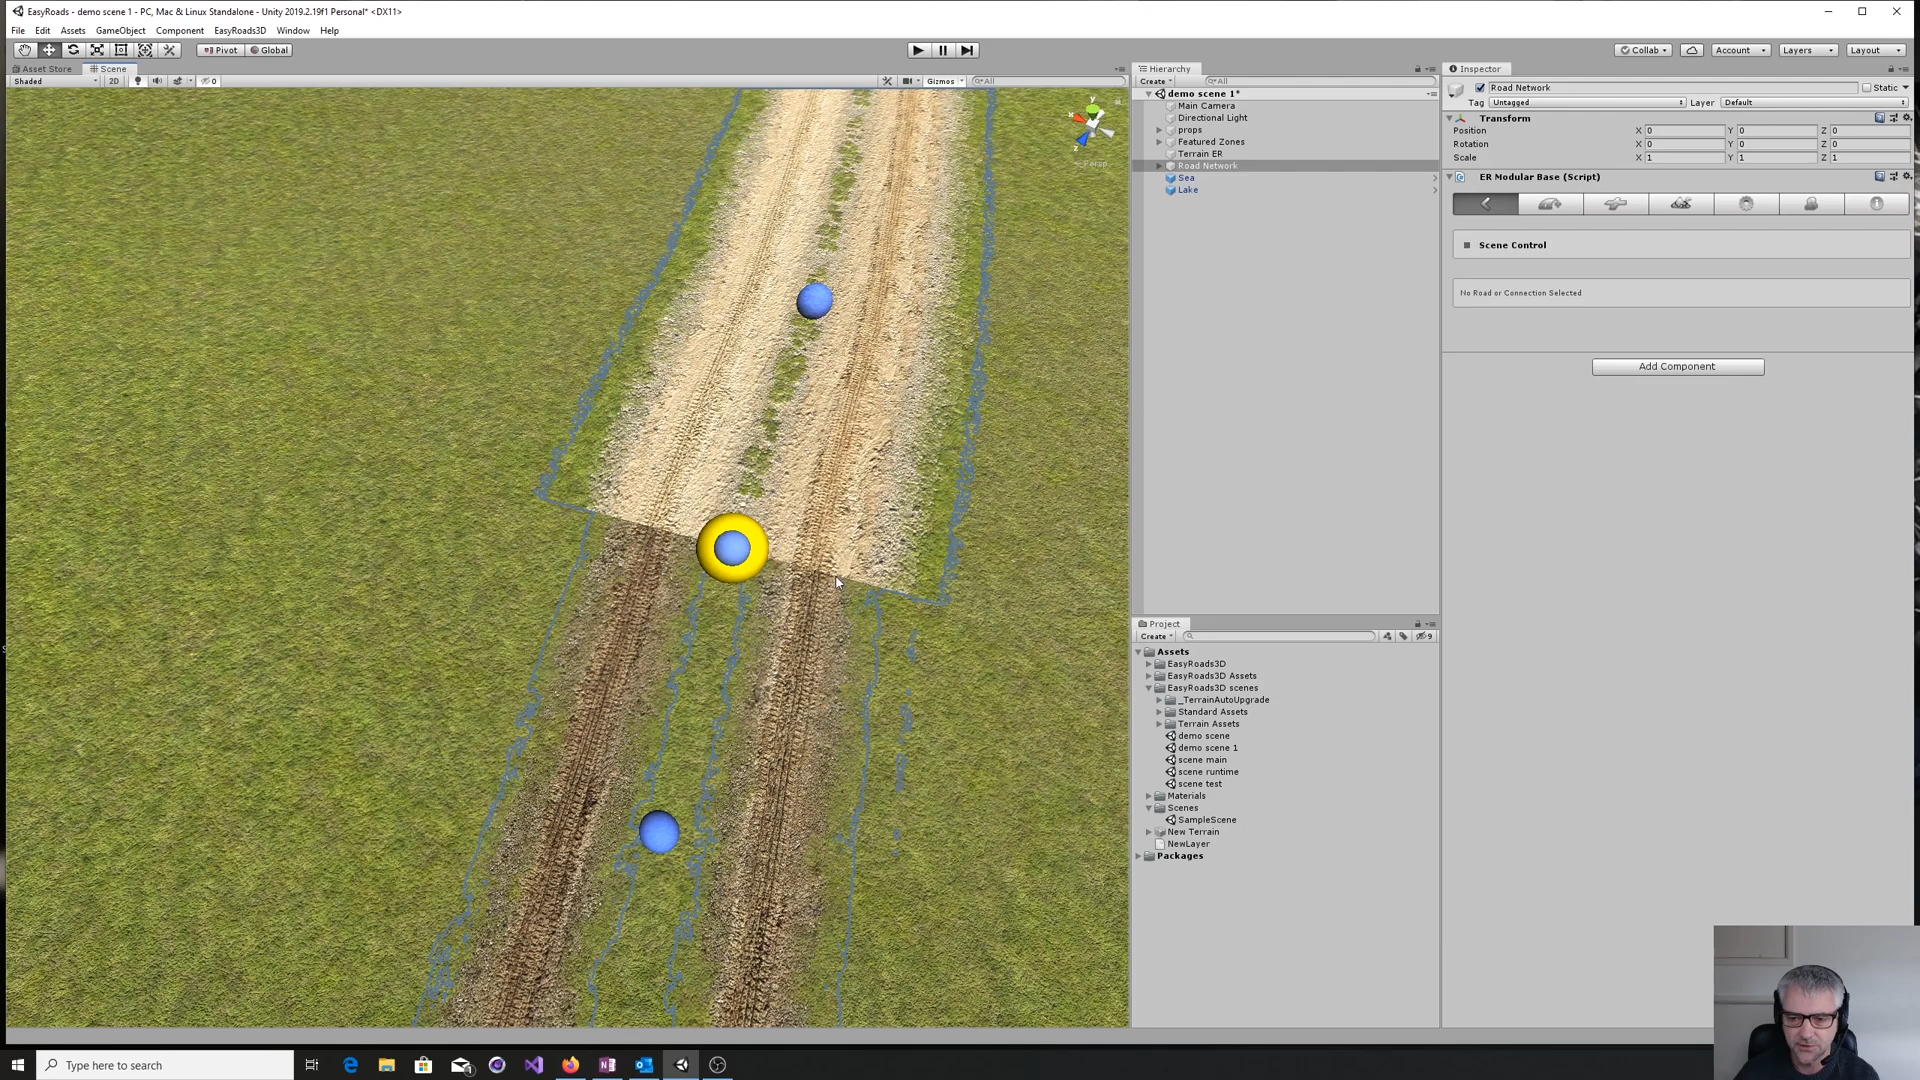 EasyRoads - demo scene 1 - PC, Mac & Linux Standalone - Unity 2019.2.19f1 Personal* <DX11>
File Edit Assets GameObject Component EasyRoads3D Window Help
Pivot Global
Collab Account Layers Layout
Asset Store Scene
Shaded 2D 0 Gizmos All
Persp
Hierarchy
Create All
demo scene 1*
Main Camera
Directional Light
props
Featured Zones
Terrain ER
Road Network
Sea
Lake
Project
Create 9
Assets
EasyRoads3D
EasyRoads3D Assets
EasyRoads3D scenes
_TerrainAutoUpgrade
Standard Assets
Terrain Assets
demo scene
demo scene 1
scene main
scene runtime
scene test
Materials
Scenes
SampleScene
New Terrain
NewLayer
Packages
Inspector
Road Network Static
Tag Untagged Layer Default
Transform
Position X 0 Y 0 Z 0
Rotation X 0 Y 0 Z 0
Scale X 1 Y 1 Z 1
ER Modular Base (Script)
Scene Control
No Road or Connection Selected
Add Component
Type here to search